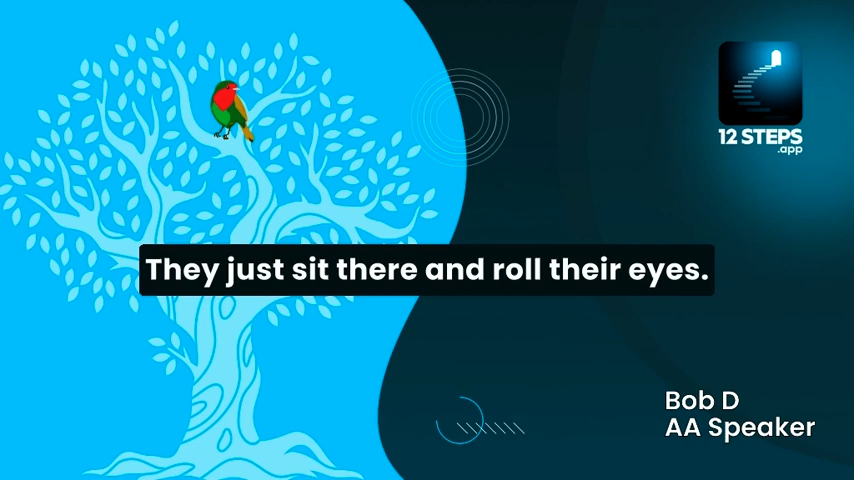 12 STEPS
.app
They just sit there and roll their eyes.
Bob D
AA Speaker